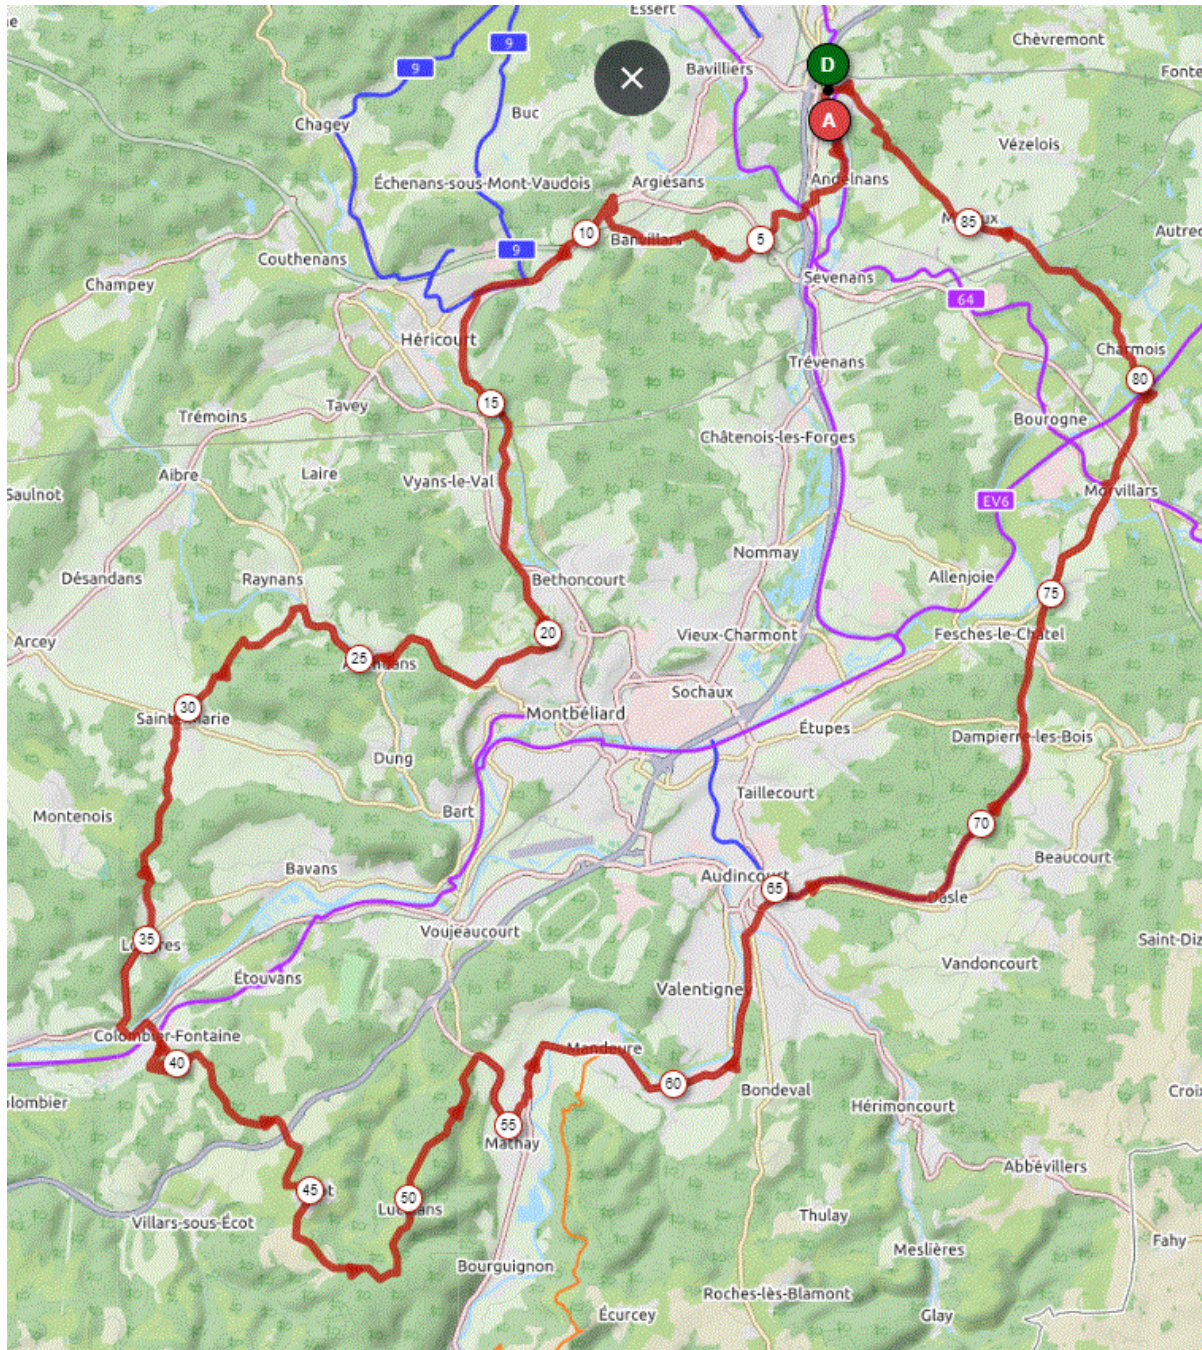 Essert
9
D
Chèvremont
9
Bavilliers
Buc
A
Chagey
Vézelois
Échenans-sous-Mont-Vaudois
Argiésans
Andelnans
85
10
Banvillars
5
9
Couthenans
Sevenans
Champey
64
Héricourt
Charmois
Trévenans
80
15
Tavey
Trémoins
Bourogne
Châtenois-les-Forges
Aibre
Laire
Vyans-le-Val
Morvillars
Saulnot
EV6
Nommay
Désandans
Raynans
Bethoncourt
Allenjoie
75
20
Vieux-Charmont
Fesches-le-Châtel
Arcey
25
Sochaux
30
Montbéliard
Étupes
Dampierre-les-Bois
Dung
Taillecourt
Bart
Montenois
70
Beaucourt
Bavans
Audincourt
65
Dasle
Voujeaucourt
35
Étouvans
Vandoncourt
Valentigney
Colombier-Fontaine
Mandeure
40
60
Bondeval
Hérimoncourt
55
Mathay
Abbévillers
45
50
Villars-sous-Écot
Thulay
Meslières
Fahy
Bourguignon
Roches-lès-Blamont
Écurcey
Glay